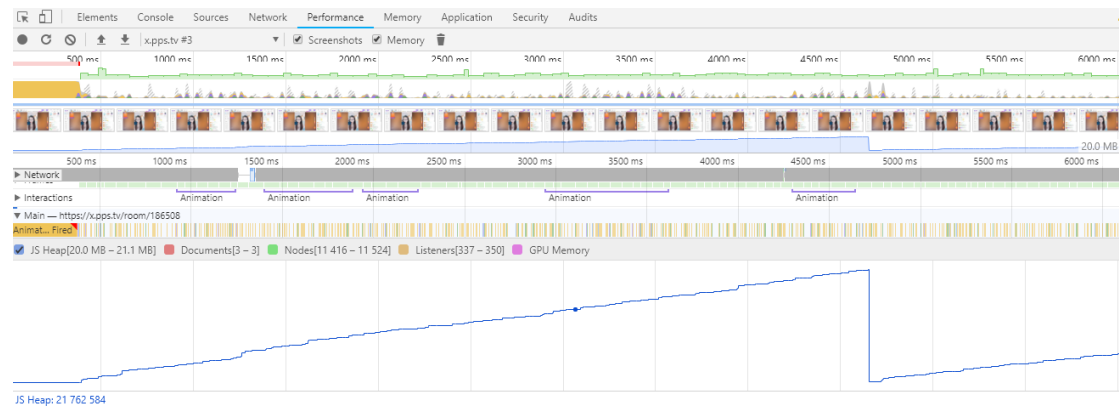 Elements Console Sources Network Performance Memory Application Security Audits
x.pps.tv #3 Screenshots Memory
500 ms 1000 ms 1500 ms 2000 ms 2500 ms 3000 ms 3500 ms 4000 ms 4500 ms 5000 ms 5500 ms 6000 ms
20.0 MB
500 ms 1000 ms 1500 ms 2000 ms 2500 ms 3000 ms 3500 ms 4000 ms 4500 ms 5000 ms 5500 ms 6000 ms
Network
Interactions Animation Animation Animation Animation Animation
Main — https://x.pps.tv/room/186508
Animat... Fired
JS Heap[20.0 MB – 21.1 MB] Documents[3 – 3] Nodes[11 416 – 11 524] Listeners[337 – 350] GPU Memory
JS Heap: 21 762 584